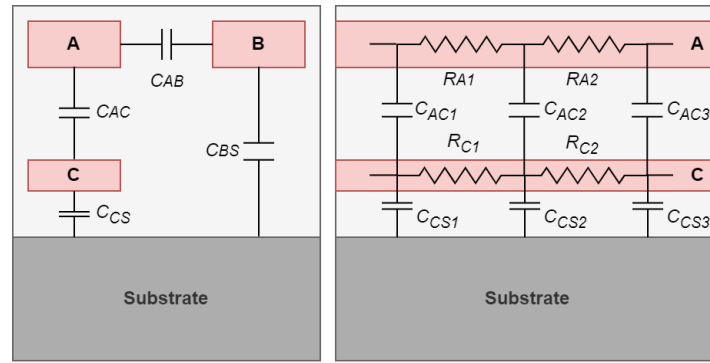 A
B
CAB
CAC
CBS
C
CCS
Substrate
A
RA1
RA2
CAC1
CAC2
CAC3
RC1
RC2
C
CCS1
CCS2
CCS3
Substrate